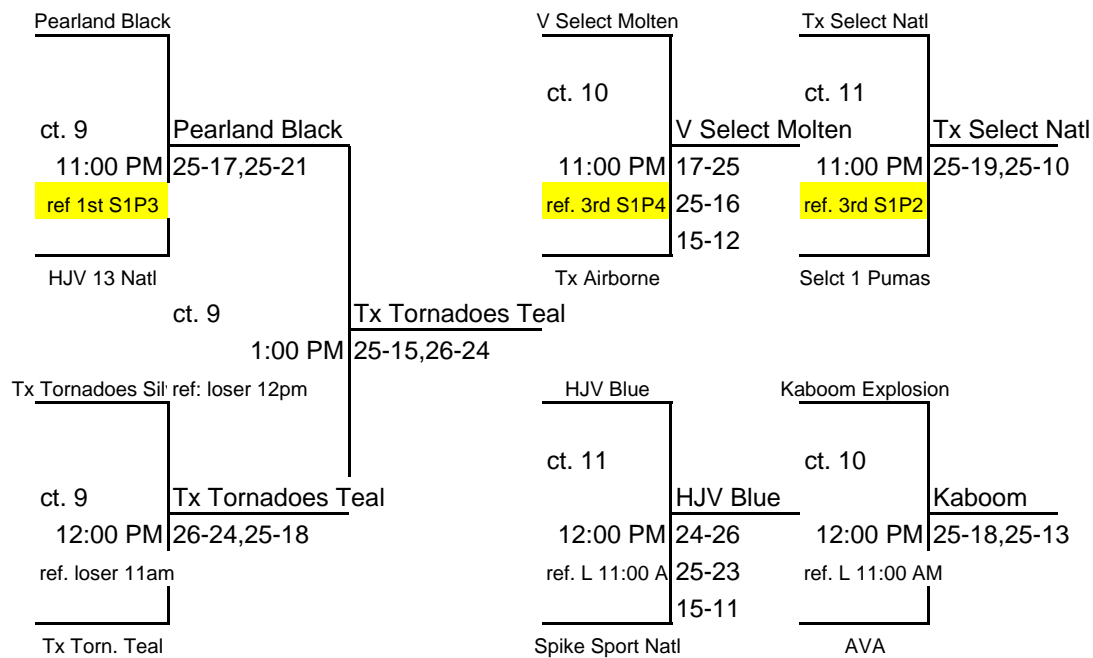 Pearland Black
V Select Molten
Tx Select Natl
ct. 10
ct. 11
ct. 9
Pearland Black
V Select Molten
Tx Select Natl
11:00 PM
25-17,25-21
11:00 PM
17-25
11:00 PM
25-19,25-10
ref 1st S1P3
ref. 3rd S1P4
25-16
ref. 3rd S1P2
15-12
HJV 13 Natl
Tx Airborne
Selct 1 Pumas
ct. 9
Tx Tornadoes Teal
1:00 PM
25-15,26-24
Tx Tornadoes Sil
ref: loser 12pm
HJV Blue
Kaboom Explosion
ct. 11
ct. 10
ct. 9
Tx Tornadoes Teal
HJV Blue
Kaboom
12:00 PM
26-24,25-18
12:00 PM
24-26
12:00 PM
25-18,25-13
ref. loser 11am
ref. L 11:00 A
25-23
ref. L 11:00 AM
15-11
Tx Torn. Teal
Spike Sport Natl
AVA